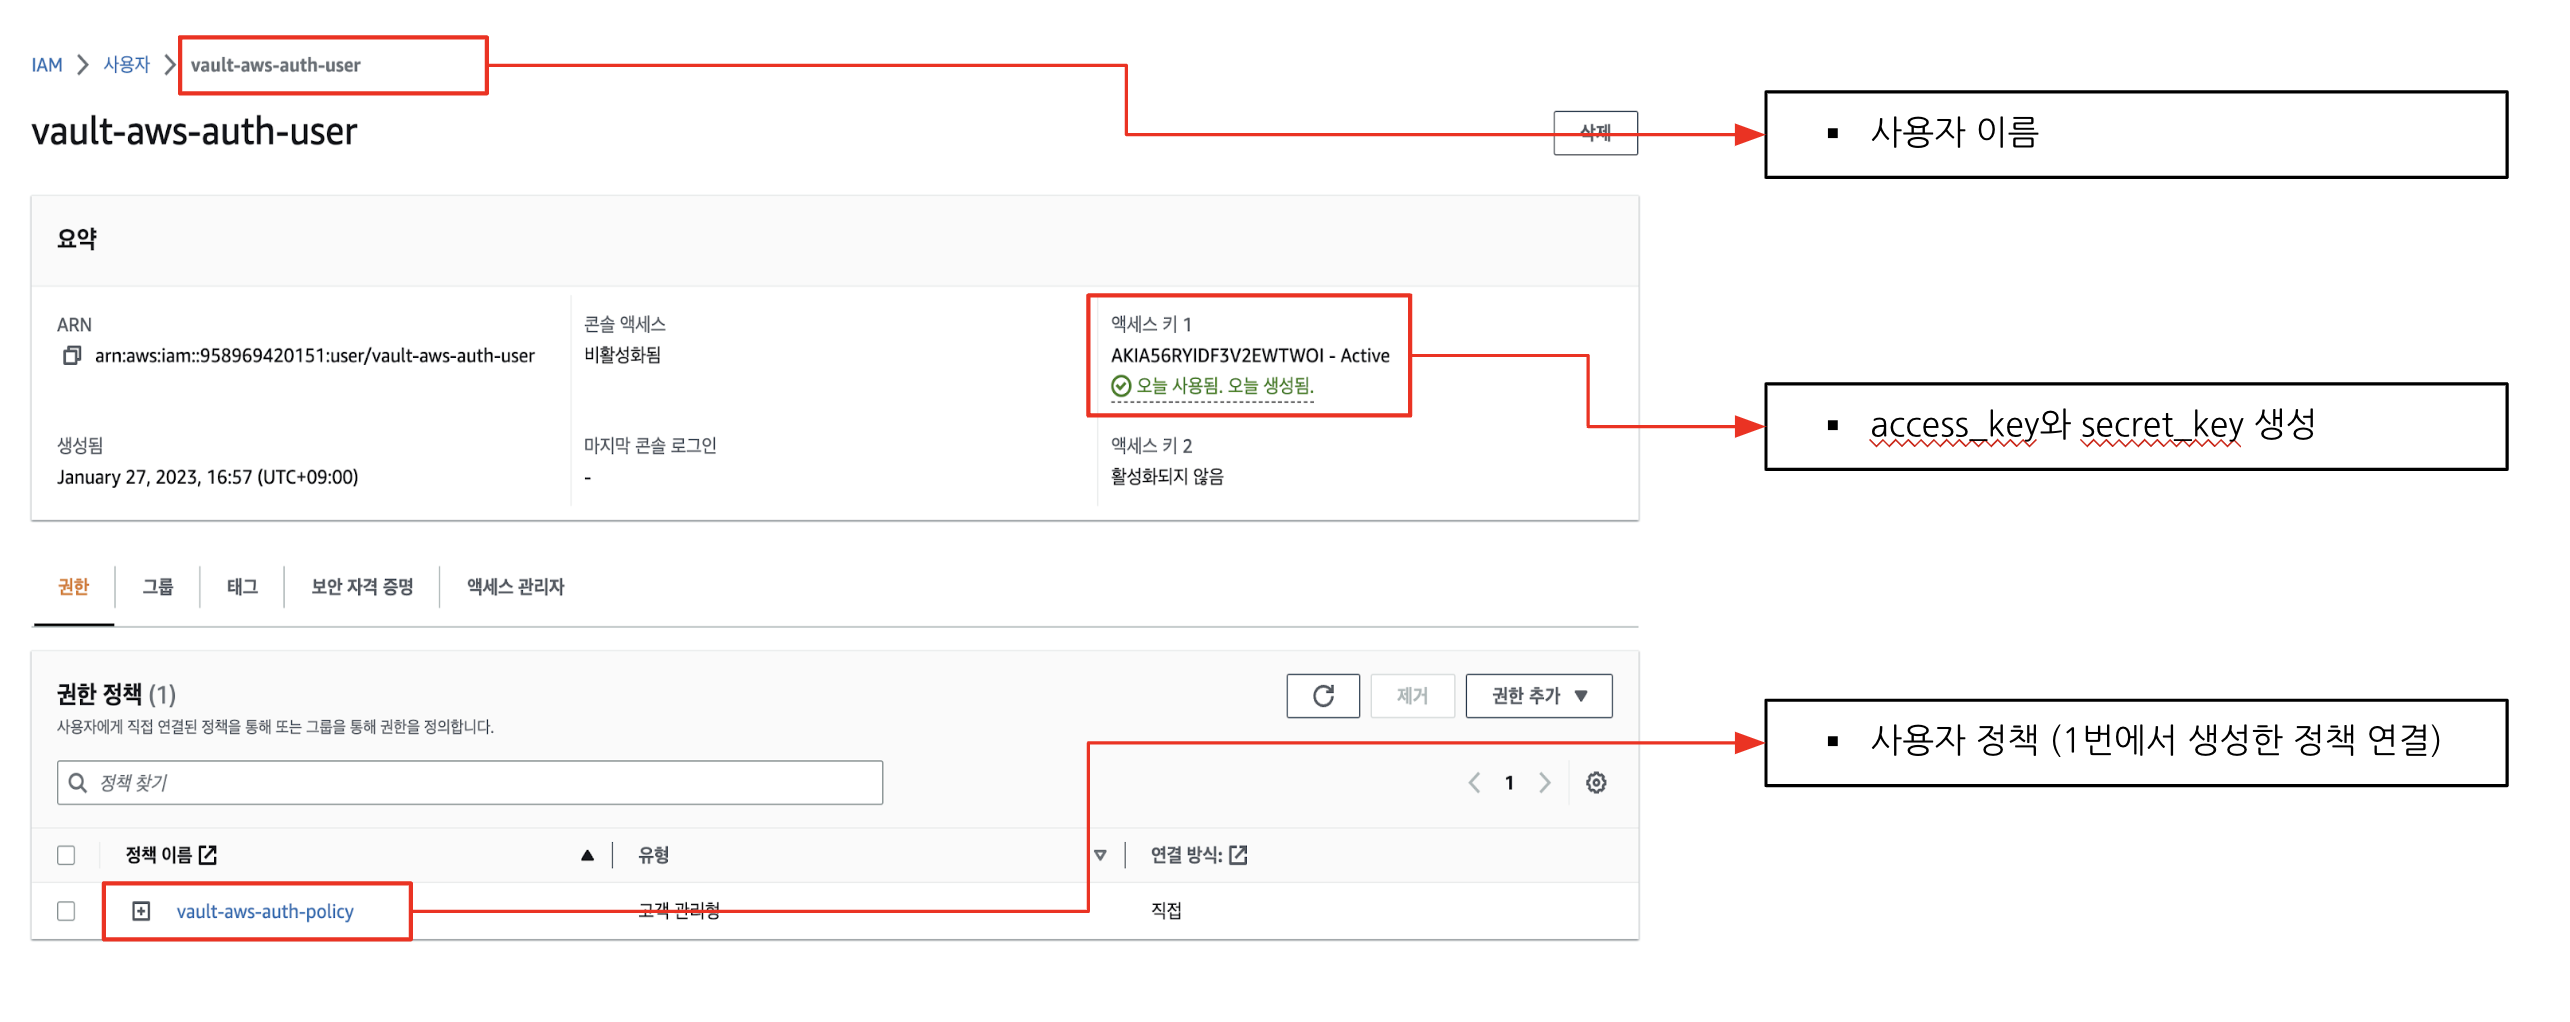 IAM > 사용자 > vault-aws-auth-user
vault-aws-auth-user
삭제
▪ 사용자 이름
요약
ARN
arn:aws:iam::958969420151:user/vault-aws-auth-user
콘솔 액세스
비활성화됨
액세스 키 1
AKIA56RYIDF3V2EWTWOI - Active
오늘 사용됨. 오늘 생성됨.
▪ access_key와 secret_key 생성
생성됨
January 27, 2023, 16:57 (UTC+09:00)
마지막 콘솔 로그인
-
액세스 키 2
활성화되지 않음
권한 그룹 태그 보안 자격 증명 액세스 관리자
권한 정책 (1)
사용자에게 직접 연결된 정책을 통해 또는 그룹을 통해 권한을 정의합니다.
제거
권한 추가 ▼
▪ 사용자 정책 (1번에서 생성한 정책 연결)
정책 찾기
< 1 >
정책 이름 ▲ 유형 ▽ 연결 방식:
vault-aws-auth-policy 고객 관리형 직접